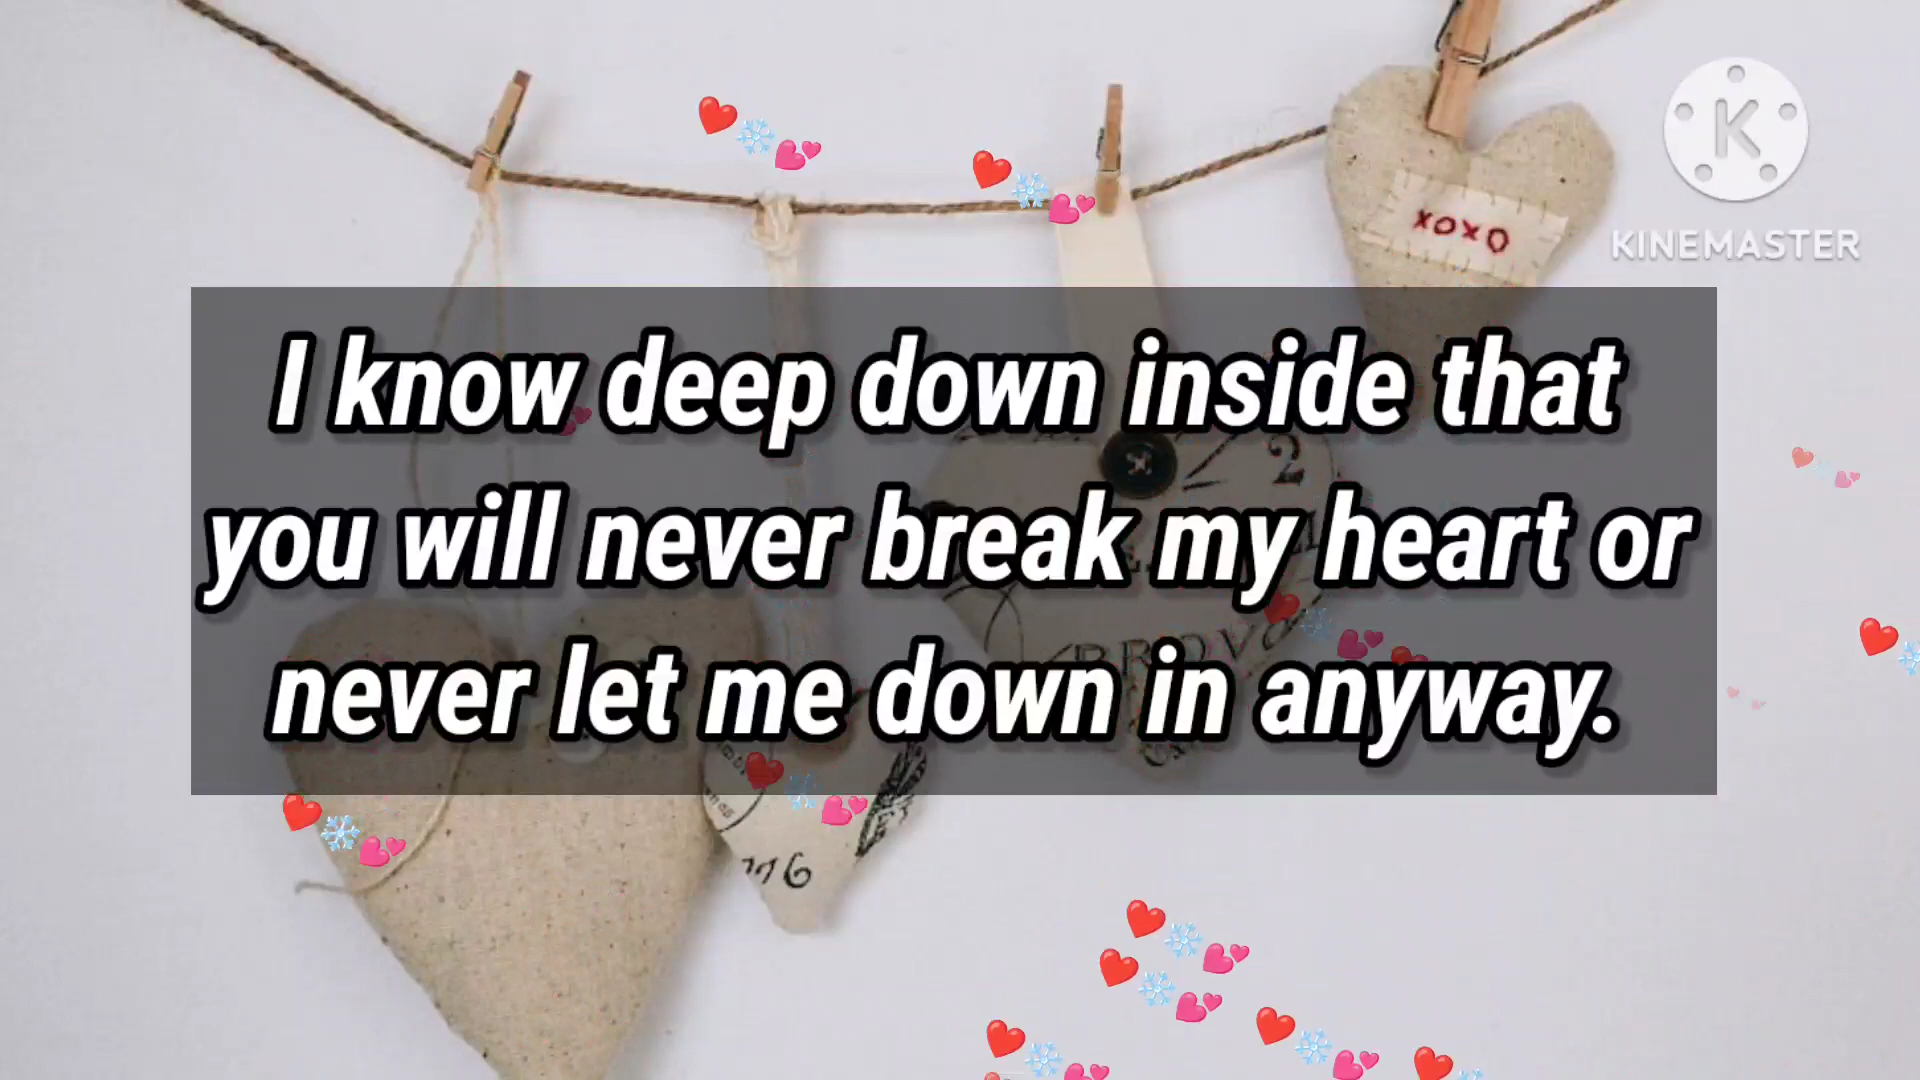 xoxo
K
KINEMASTER
I know deep down inside that
2
you will never break my heart or
never let me down in anyway.